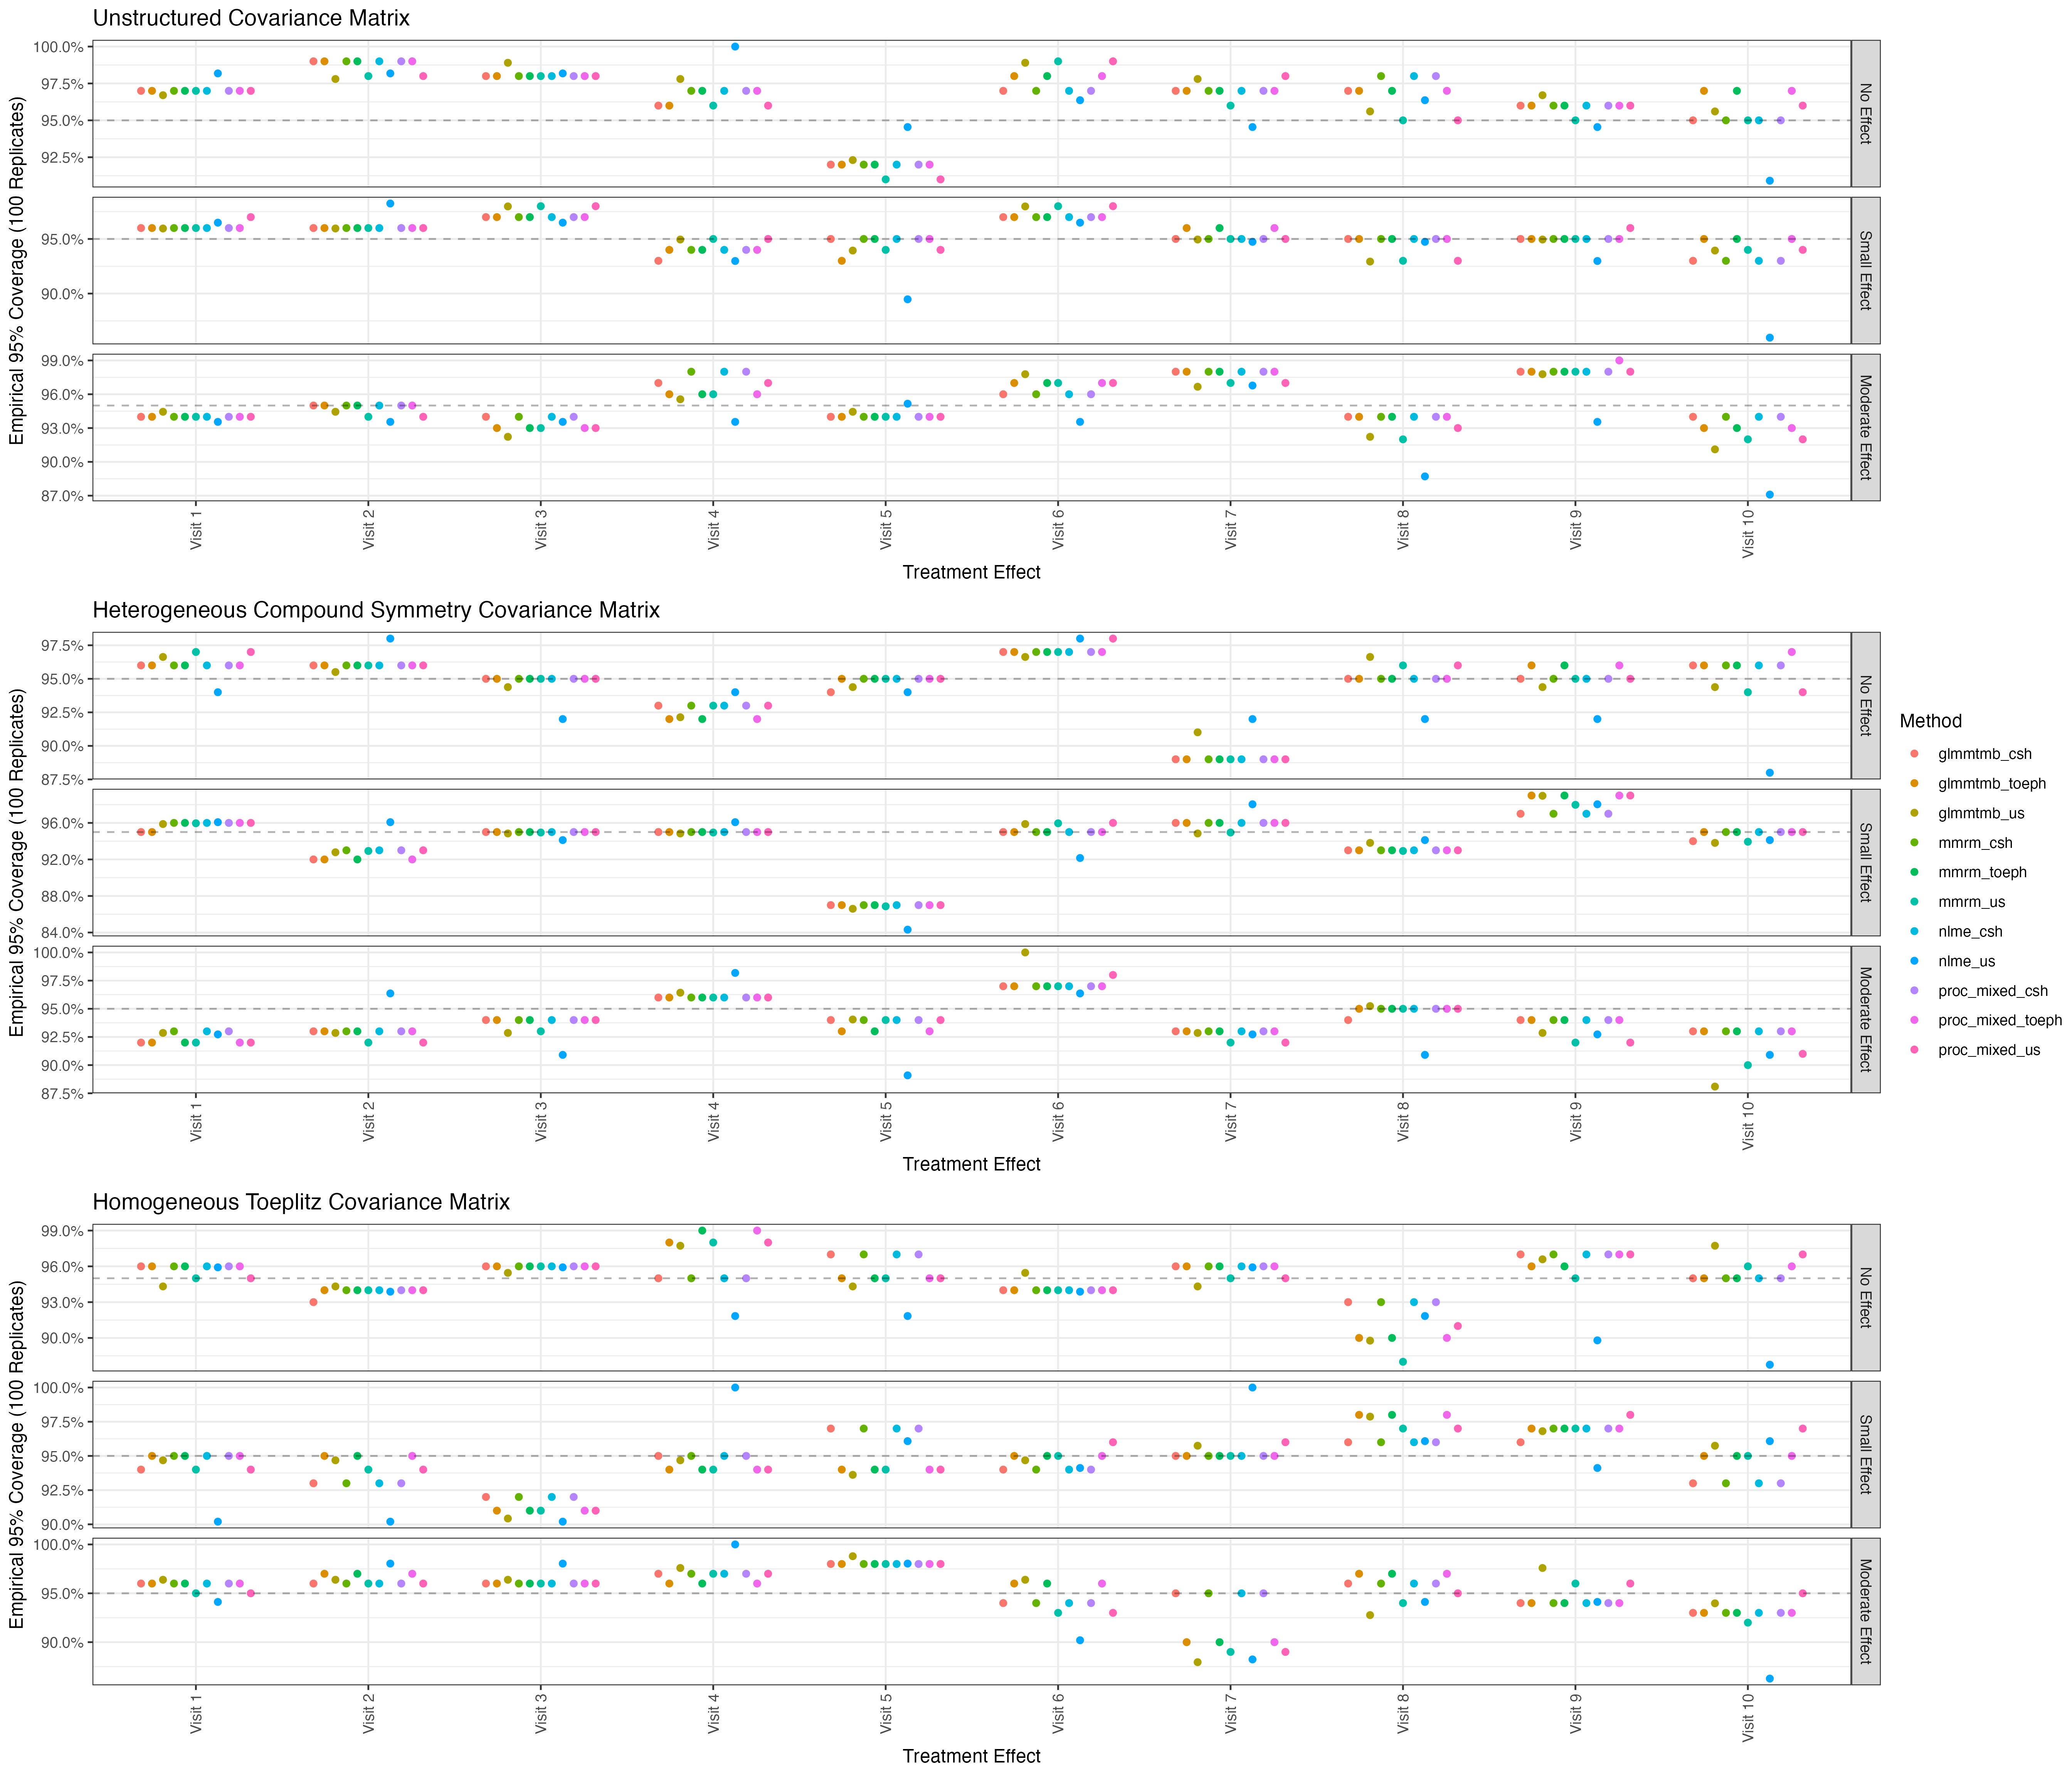 Unstructured Covariance Matrix
Empirical 95% Coverage (100 Replicates)
100.0%
97.5%
95.0%
92.5%
No Effect
95.0%
90.0%
Small Effect
99.0%
96.0%
93.0%
90.0%
87.0%
Moderate Effect
Visit 1
Visit 2
Visit 3
Visit 4
Visit 5
Visit 6
Visit 7
Visit 8
Visit 9
Visit 10
Treatment Effect
Heterogeneous Compound Symmetry Covariance Matrix
Empirical 95% Coverage (100 Replicates)
97.5%
95.0%
92.5%
90.0%
87.5%
No Effect
96.0%
92.0%
88.0%
84.0%
Small Effect
100.0%
97.5%
95.0%
92.5%
90.0%
87.5%
Moderate Effect
Visit 1
Visit 2
Visit 3
Visit 4
Visit 5
Visit 6
Visit 7
Visit 8
Visit 9
Visit 10
Treatment Effect
Method
glmmtmb_csh
glmmtmb_toeph
glmmtmb_us
mmrm_csh
mmrm_toeph
mmrm_us
nlme_csh
nlme_us
proc_mixed_csh
proc_mixed_toeph
proc_mixed_us
Homogeneous Toeplitz Covariance Matrix
Empirical 95% Coverage (100 Replicates)
99.0%
96.0%
93.0%
90.0%
No Effect
100.0%
97.5%
95.0%
92.5%
90.0%
Small Effect
100.0%
95.0%
90.0%
Moderate Effect
Visit 1
Visit 2
Visit 3
Visit 4
Visit 5
Visit 6
Visit 7
Visit 8
Visit 9
Visit 10
Treatment Effect